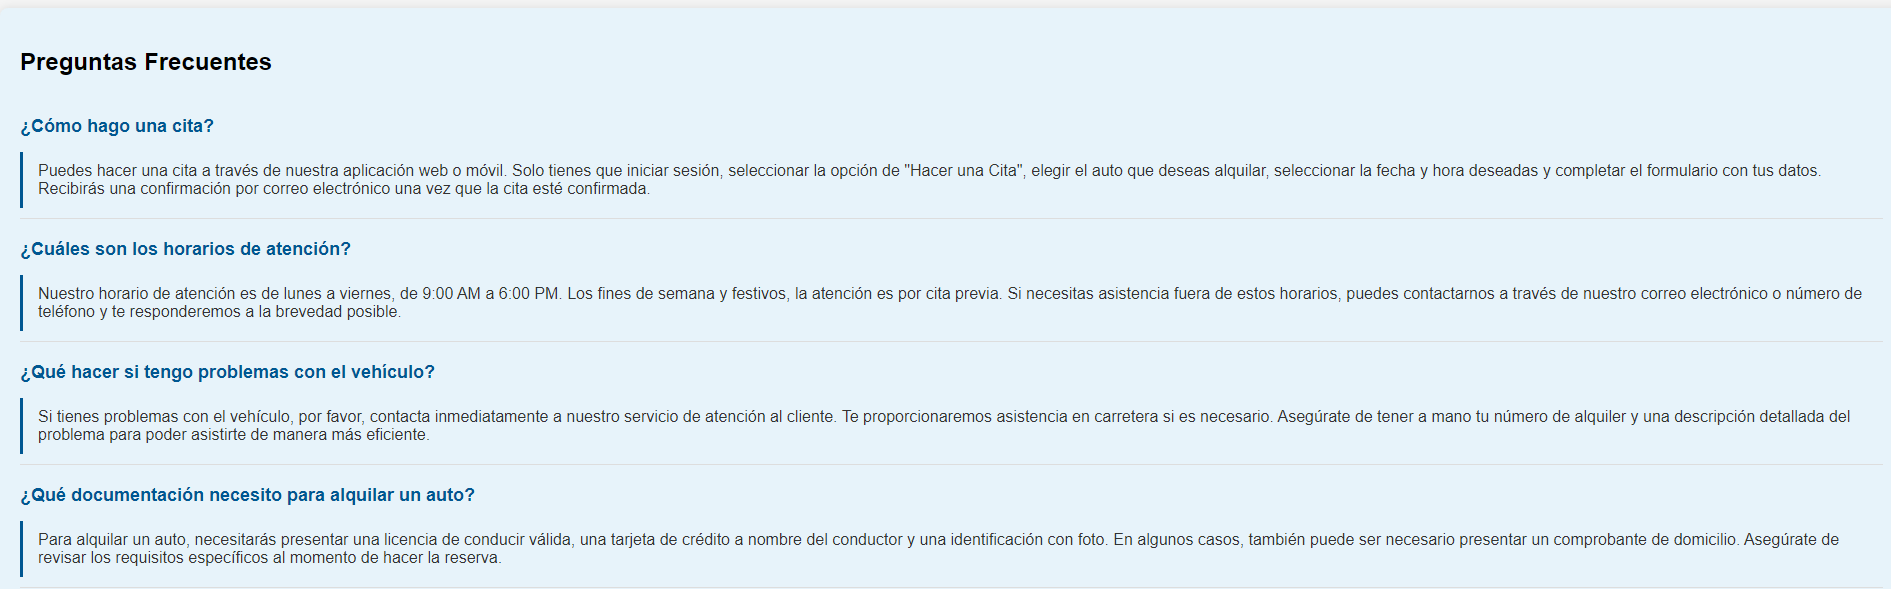 Preguntas Frecuentes
¿Cómo hago una cita?
Puedes hacer una cita a través de nuestra aplicación web o móvil. Solo tienes que iniciar sesión, seleccionar la opción de "Hacer una Cita", elegir el auto que deseas alquilar, seleccionar la fecha y hora deseadas y completar el formulario con tus datos.
Recibirás una confirmación por correo electrónico una vez que la cita esté confirmada.
¿Cuáles son los horarios de atención?
Nuestro horario de atención es de lunes a viernes, de 9:00 AM a 6:00 PM. Los fines de semana y festivos, la atención es por cita previa. Si necesitas asistencia fuera de estos horarios, puedes contactarnos a través de nuestro correo electrónico o número de
teléfono y te responderemos a la brevedad posible.
¿Qué hacer si tengo problemas con el vehículo?
Si tienes problemas con el vehículo, por favor, contacta inmediatamente a nuestro servicio de atención al cliente. Te proporcionaremos asistencia en carretera si es necesario. Asegúrate de tener a mano tu número de alquiler y una descripción detallada del
problema para poder asistirte de manera más eficiente.
¿Qué documentación necesito para alquilar un auto?
Para alquilar un auto, necesitarás presentar una licencia de conducir válida, una tarjeta de crédito a nombre del conductor y una identificación con foto. En algunos casos, también puede ser necesario presentar un comprobante de domicilio. Asegúrate de
revisar los requisitos específicos al momento de hacer la reserva.